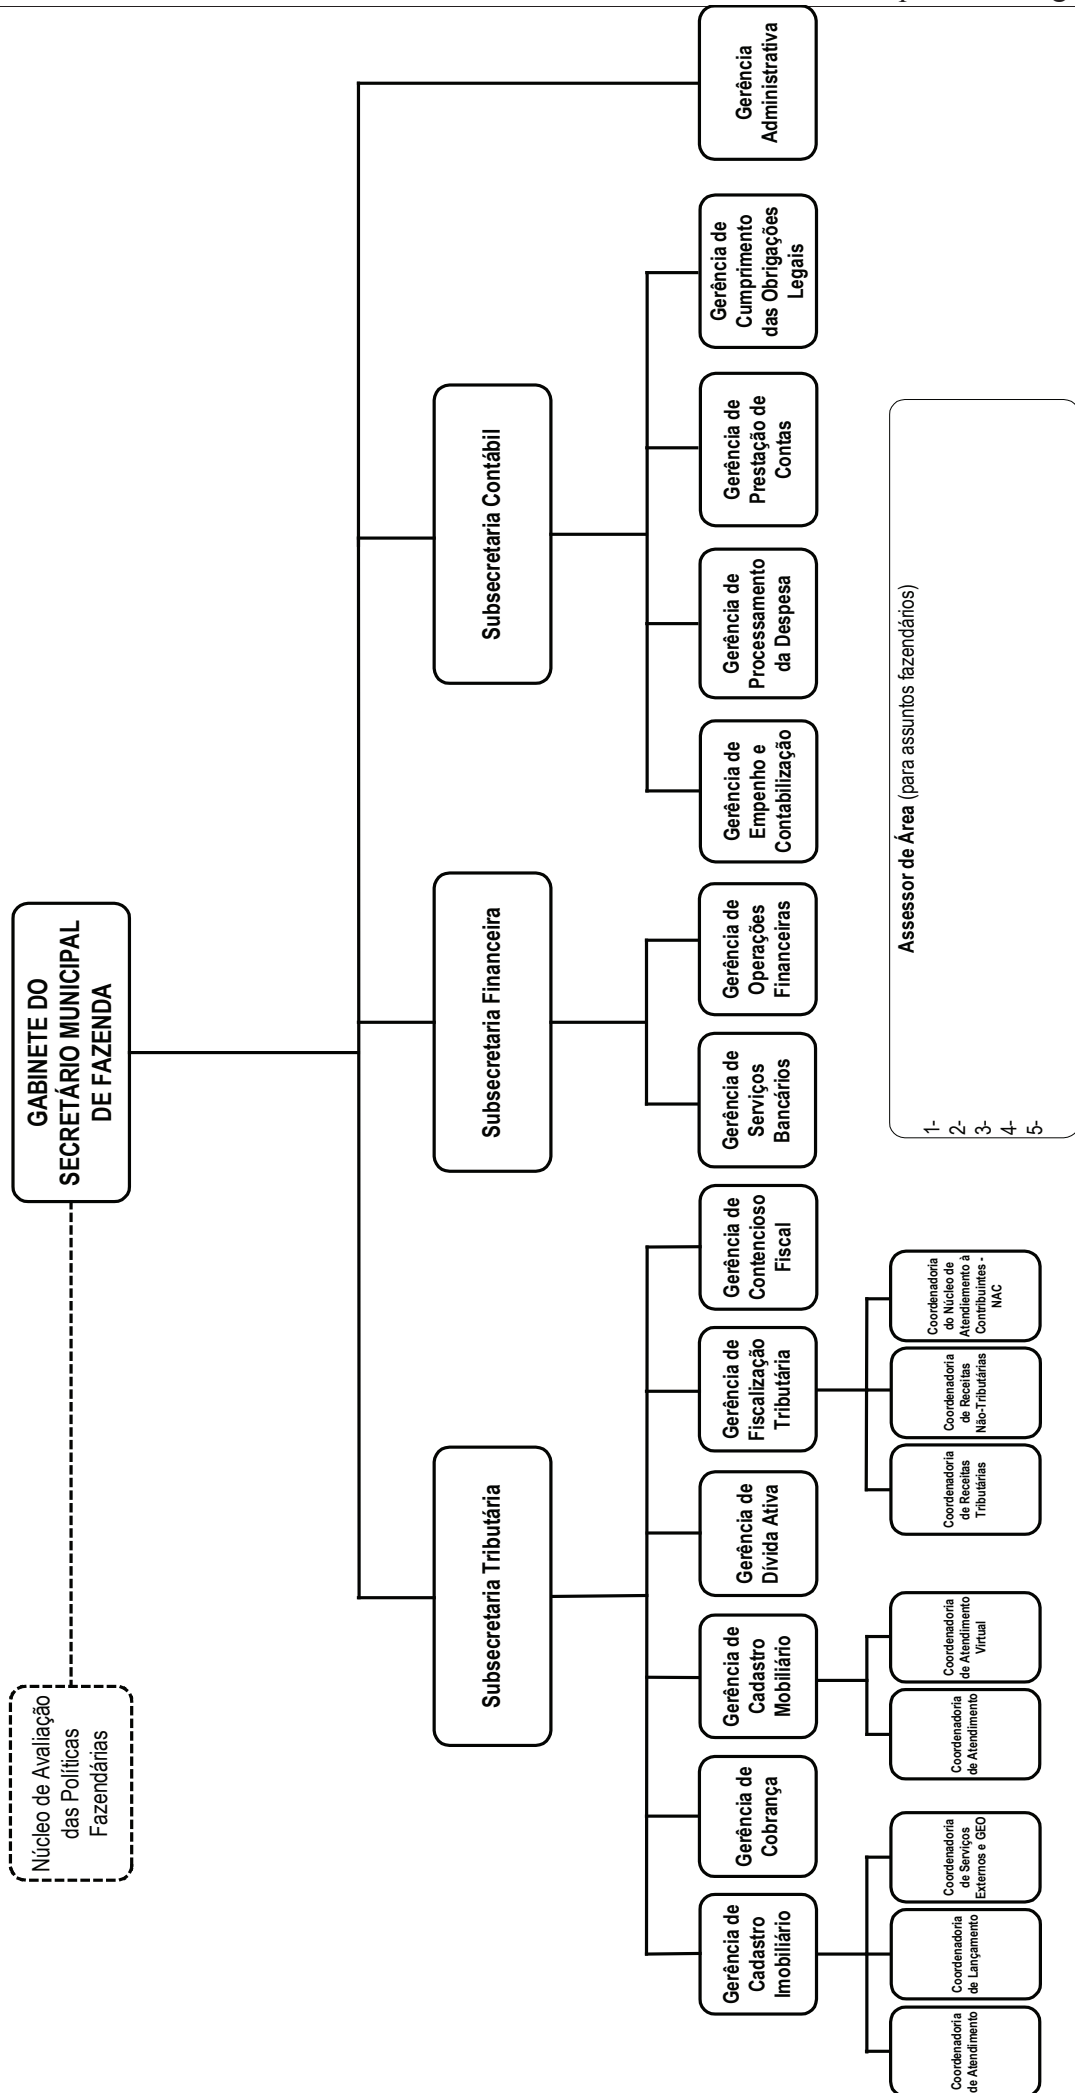 GABINETE DO
SECRETÁRIO MUNICIPAL
DE FAZENDA
Núcleo de Avaliação
das Políticas
Fazendárias
Subsecretaria Tributária
Subsecretaria Financeira
Subsecretaria Contábil
Gerência de
Cadastro
Imobiliário
Gerência de
Cobrança
Gerência de
Cadastro
Mobiliário
Gerência de
Dívida Ativa
Gerência de
Fiscalização
Tributária
Gerência de
Contencioso
Fiscal
Gerência de
Serviços
Bancários
Gerência de
Operações
Financeiras
Gerência de
Empenho e
Contabilização
Gerência de
Processamento
da Despesa
Gerência de
Prestação de
Contas
Gerência de
Cumprimento
das Obrigações
Legais
Gerência
Administrativa
Coordenadoria
de Atendimento
Coordenadoria
de Lançamento
Coordenadoria
de Serviços
Externos e GEO
Coordenadoria
de Atendimento
Coordenadoria
de Atendimento
Virtual
Coordenadoria
de Receitas
Tributárias
Coordenadoria
de Receitas
Não-Tributárias
Coordenadoria
do Núcleo de
Atendiemento à
Contribuintes -
NAC
Assessor de Área (para assuntos fazendários)
1-
2-
3-
4-
5-